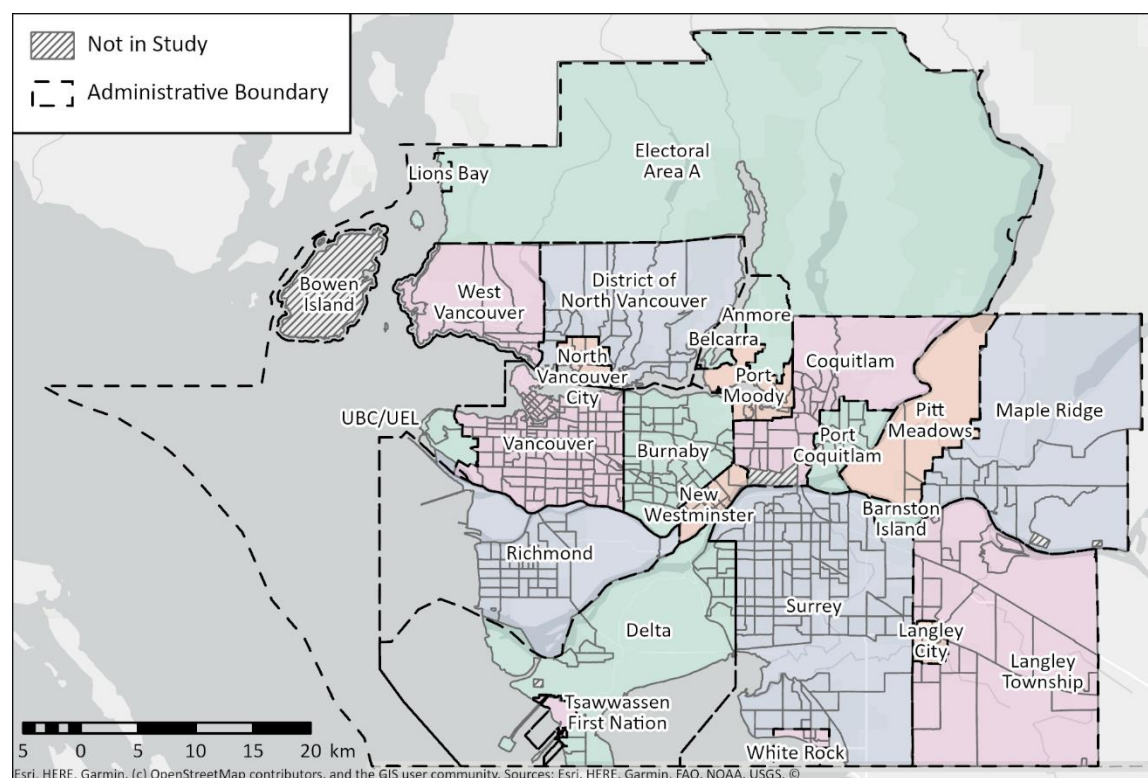 Not in Study
Administrative Boundary
Electoral
Area A
Lions Bay
Bowen
Island
West
Vancouver
District of
North Vancouver
Anmore
Belcarra
North
Vancouver
City
Port
Moody
Coquitlam
Pitt
Meadows
Maple Ridge
UBC/UEL
Vancouver
Burnaby
Port
Coquitlam
New
Westminster
Barnston
Island
Richmond
Surrey
Delta
Langley
City
Langley
Township
Tsawwassen
First Nation
White Rock
5 0 5 10 15 20 km
Esri, HERE, Garmin, (c) OpenStreetMap contributors, and the GIS user community, Sources: Esri, HERE, Garmin, FAO, NOAA, USGS, ©